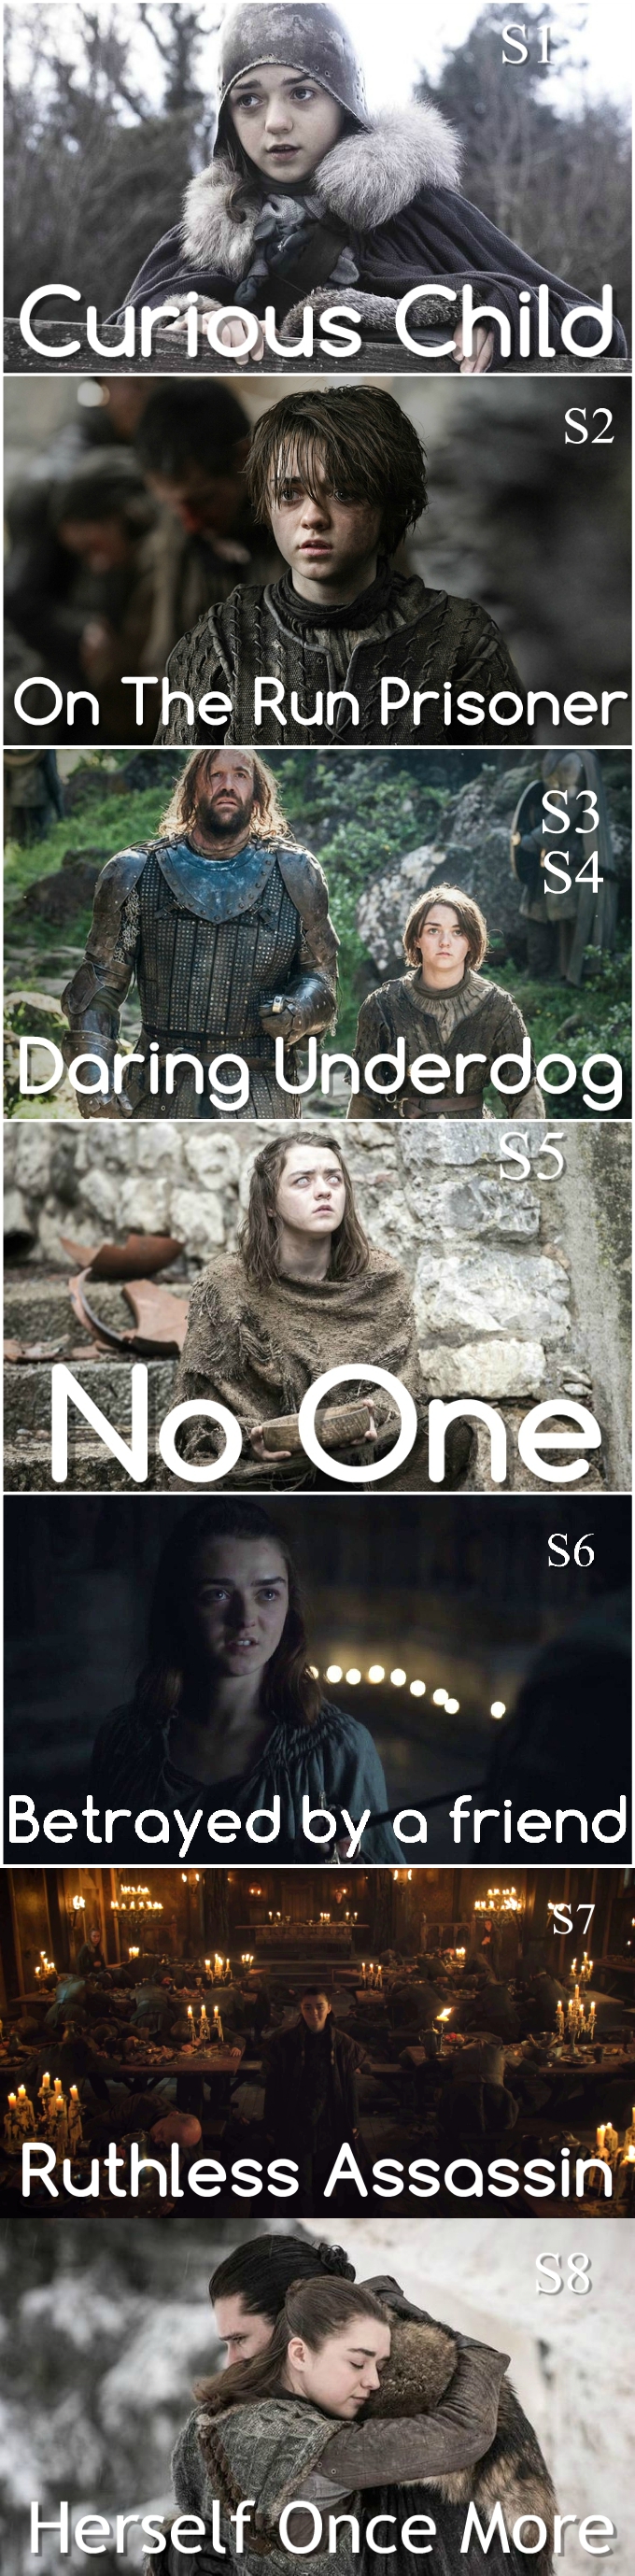 S1
Curious Child
S2
On The Run Prisoner
S3
S4
Daring Underdog
S5
No One
S6
Betrayed by a friend
S7
Ruthless Assassin
S8
Herself Once More